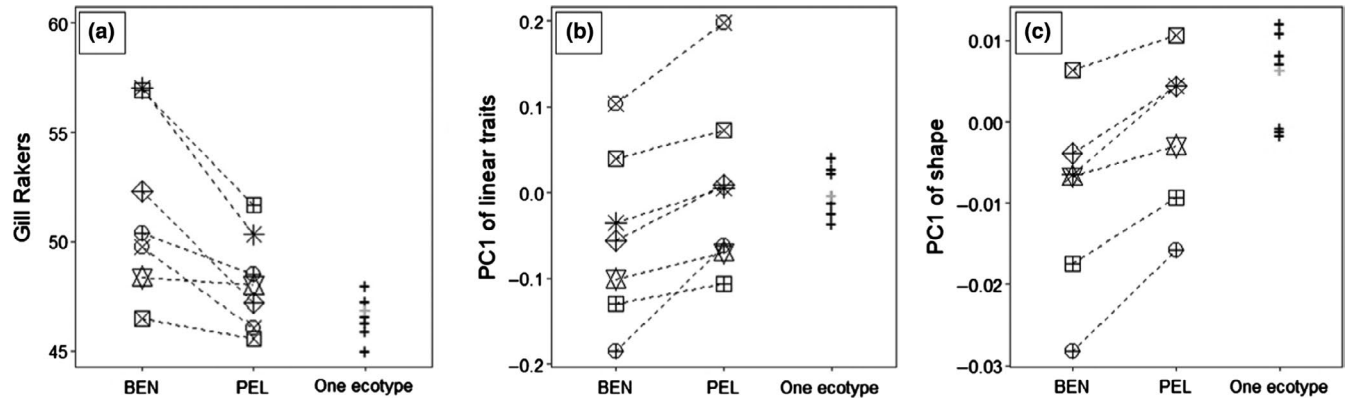 (a)
Gill Rakers
60
55
50
45
BEN PEL One ecotype
(b)
PC1 of linear traits
0.2
0.1
0.0
−0.1
−0.2
BEN PEL One ecotype
(c)
PC1 of shape
0.01
0.00
−0.01
−0.02
−0.03
BEN PEL One ecotype